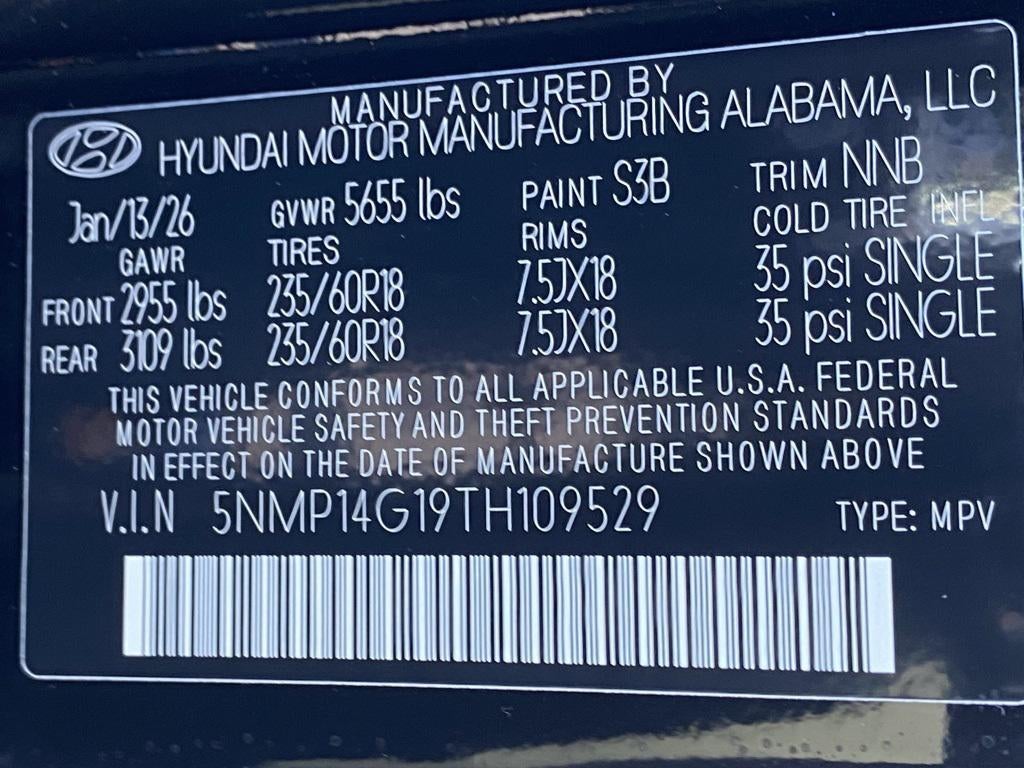 MANUFACTURED BY
HYUNDAI MOTOR MANUFACTURING ALABAMA, LLC
Jan/13/26 GVWR 5655 lbs PAINT S3B TRIM NNB
GAWR TIRES RIMS COLD TIRE INFL
FRONT 2955 lbs 235/60R18 7.5JX18 35 psi SINGLE
REAR 3109 lbs 235/60R18 7.5JX18 35 psi SINGLE
THIS VEHICLE CONFORMS TO ALL APPLICABLE U.S.A. FEDERAL
MOTOR VEHICLE SAFETY AND THEFT PREVENTION STANDARDS
IN EFFECT ON THE DATE OF MANUFACTURE SHOWN ABOVE
V.I.N 5NMP14G19TH109529 TYPE: MPV